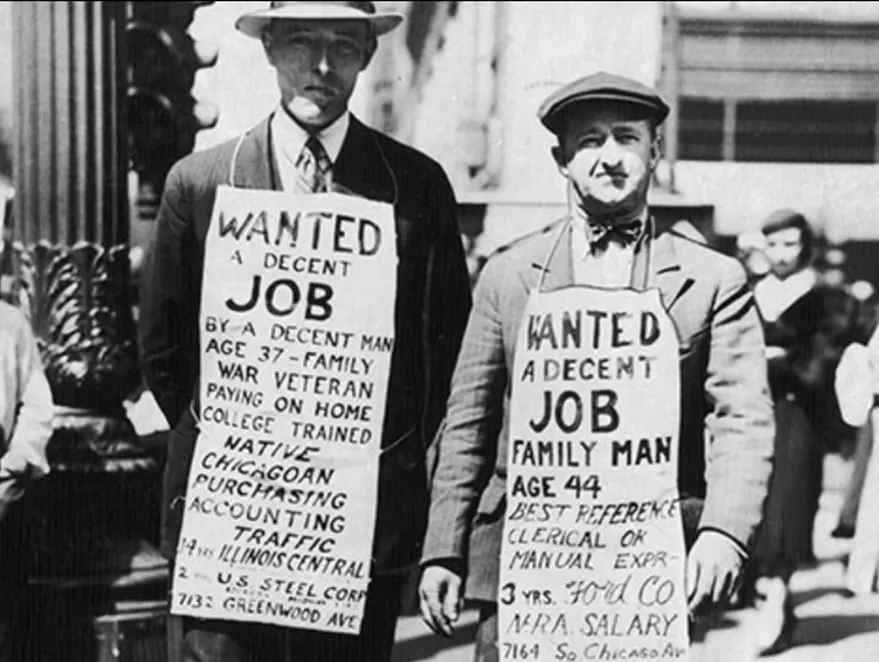 WANTED
A DECENT
JOB
BY A DECENT MAN
AGE 37-FAMILY
WAR VETERAN
PAYING ON HOME
COLLEGE TRAINED
NATIVE
CHICAGOAN
PURCHASING
ACCOUNTING
TRAFFIC
14 YRS ILLINOIS CENTRAL
2 U.S. STEEL CORP
7132 GREENWOOD AVE
WANTED
A DECENT
JOB
FAMILY MAN
AGE 44
BEST REFERENCE
CLERICAL OR
MANUAL EXPR-
3 YRS. Ford Co
N.R.A. SALARY
7164 So. Chicago Av